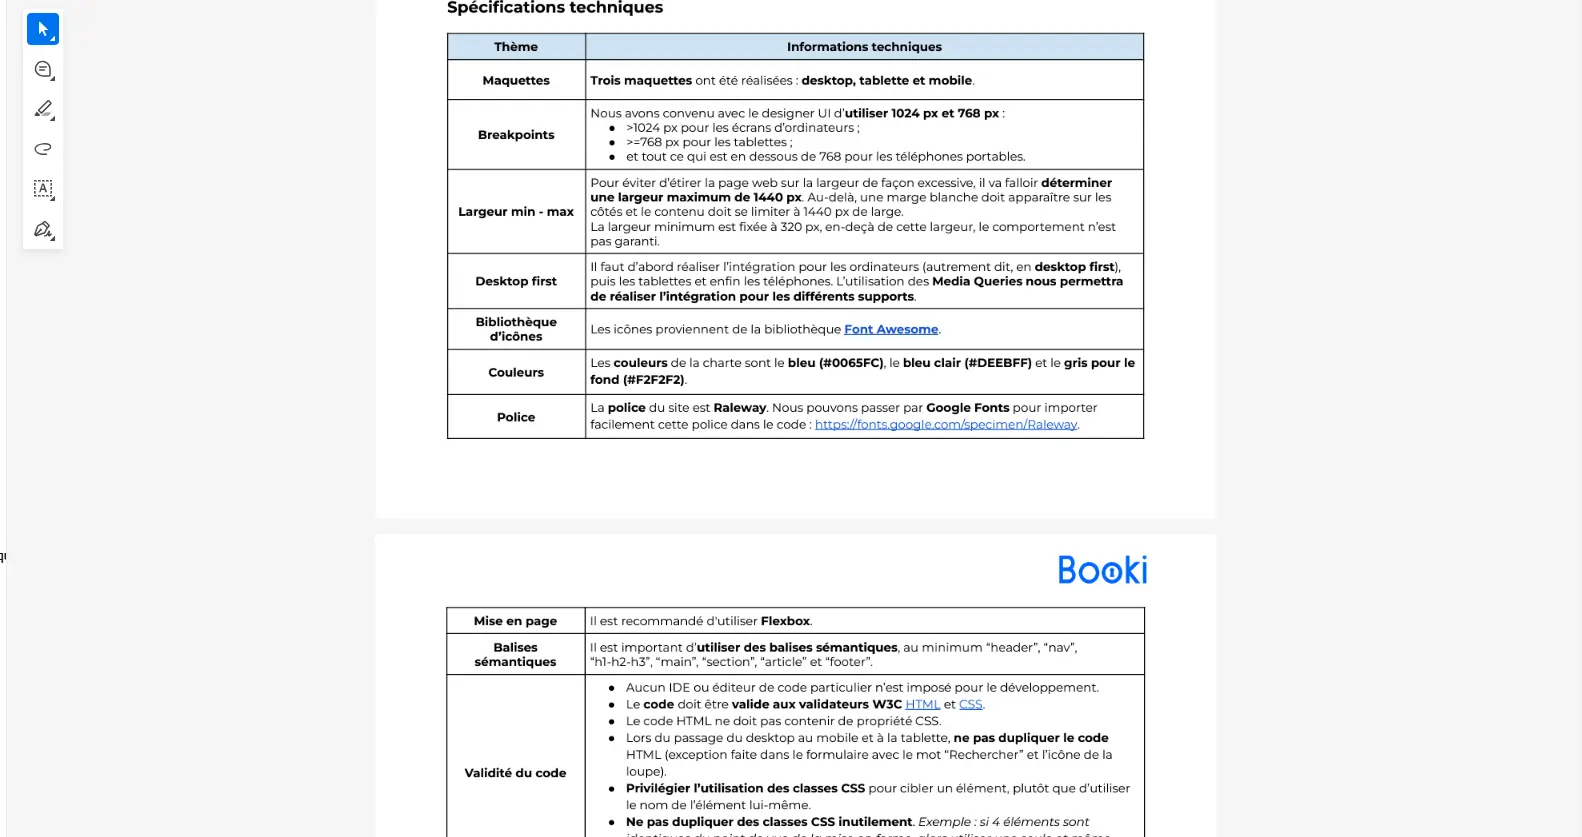 Spécifications techniques
Thème
Informations techniques
Maquettes
Trois maquettes ont été réalisées : desktop, tablette et mobile.
Breakpoints
Nous avons convenu avec le designer UI d'utiliser 1024 px et 768 px :
● >1024 px pour les écrans d'ordinateurs ;
● >=768 px pour les tablettes ;
● et tout ce qui est en dessous de 768 pour les téléphones portables.
Largeur min - max
Pour éviter d'étirer la page web sur la largeur de façon excessive, il va falloir déterminer
une largeur maximum de 1440 px. Au-delà, une marge blanche doit apparaître sur les
côtés et le contenu doit se limiter à 1440 px de large.
La largeur minimum est fixée à 320 px, en-deçà de cette largeur, le comportement n'est
pas garanti.
Desktop first
Il faut d'abord réaliser l'intégration pour les ordinateurs (autrement dit, en desktop first),
puis les tablettes et enfin les téléphones. L'utilisation des Media Queries nous permettra
de réaliser l'intégration pour les différents supports.
Bibliothèque
d'icônes
Les icônes proviennent de la bibliothèque Font Awesome.
Couleurs
Les couleurs de la charte sont le bleu (#0065FC), le bleu clair (#DEEBFF) et le gris pour le
fond (#F2F2F2).
Police
La police du site est Raleway. Nous pouvons passer par Google Fonts pour importer
facilement cette police dans le code : https://fonts.google.com/specimen/Raleway.
Booki
Mise en page
Il est recommandé d'utiliser Flexbox.
Balises
sémantiques
Il est important d'utiliser des balises sémantiques, au minimum “header”, “nav”,
“h1-h2-h3”, “main”, “section”, “article” et “footer”.
Validité du code
● Aucun IDE ou éditeur de code particulier n'est imposé pour le développement.
● Le code doit être valide aux validateurs W3C HTML et CSS.
● Le code HTML ne doit pas contenir de propriété CSS.
● Lors du passage du desktop au mobile et à la tablette, ne pas dupliquer le code
HTML (exception faite dans le formulaire avec le mot “Rechercher” et l'icône de la
loupe).
● Privilégier l'utilisation des classes CSS pour cibler un élément, plutôt que d'utiliser
le nom de l'élément lui-même.
● Ne pas dupliquer des classes CSS inutilement. Exemple : si 4 éléments sont